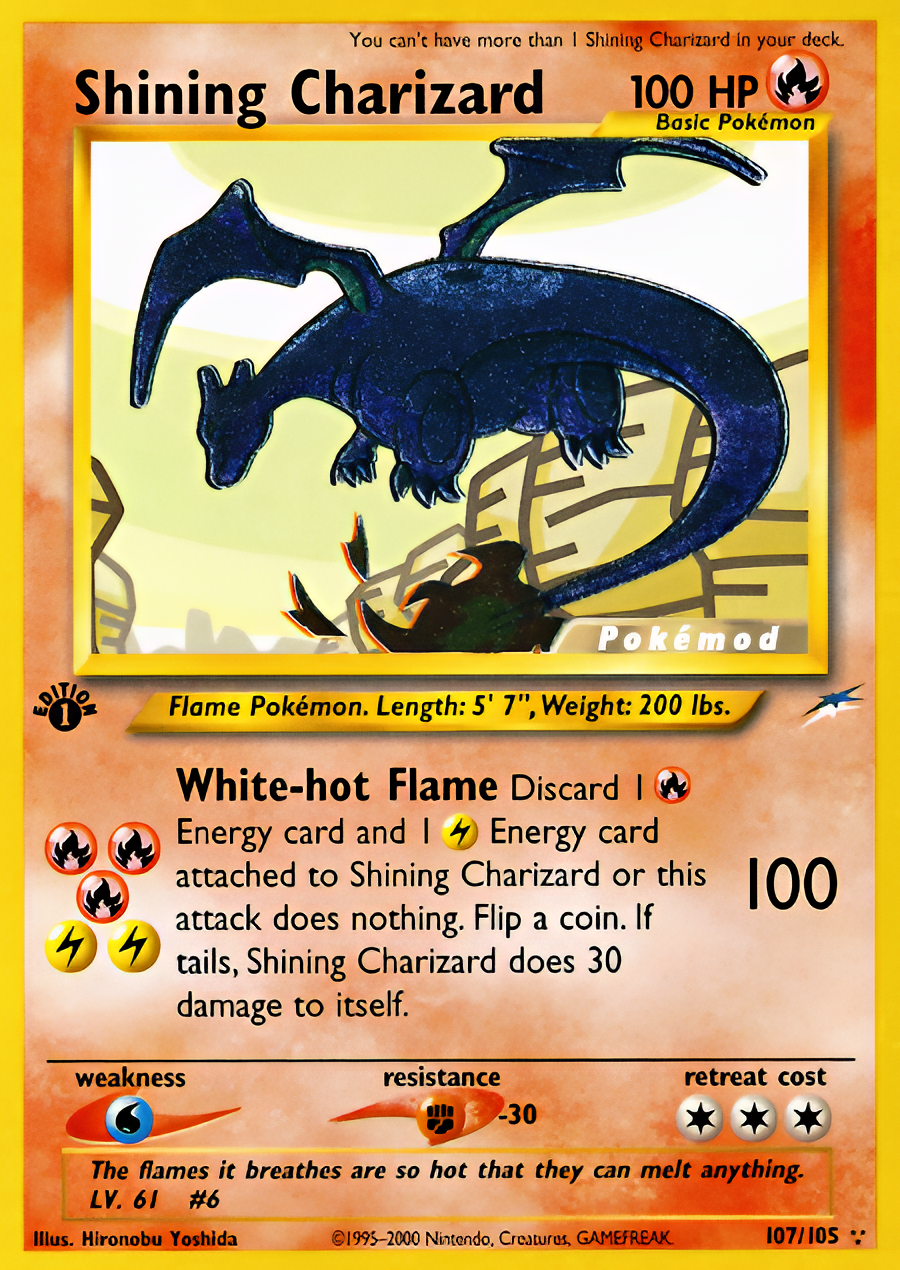 You can't have more than 1 Shining Charizard in your deck.
Shining Charizard 100 HP
Basic Pokémon
Pokémod
EDITION
1
Flame Pokémon. Length: 5' 7", Weight: 200 lbs.
White-hot Flame Discard 1
Energy card and 1 Energy card
attached to Shining Charizard or this
attack does nothing. Flip a coin. If
tails, Shining Charizard does 30
damage to itself.
100
weakness resistance retreat cost
-30
The flames it breathes are so hot that they can melt anything.
LV. 61 #6
Illus. Hironobu Yoshida ©1995-2000 Nintendo, Creatures, GAMEFREAK. 107/105